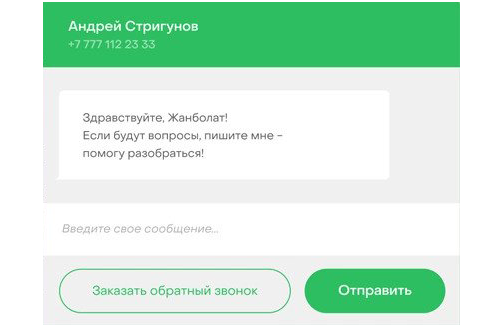 Андрей Стригунов
+7 777 112 23 33
Здравствуйте, Жанболат!
Если будут вопросы, пишите мне –
помогу разобраться!
Введите свое сообщение...
Заказать обратный звонок
Отправить